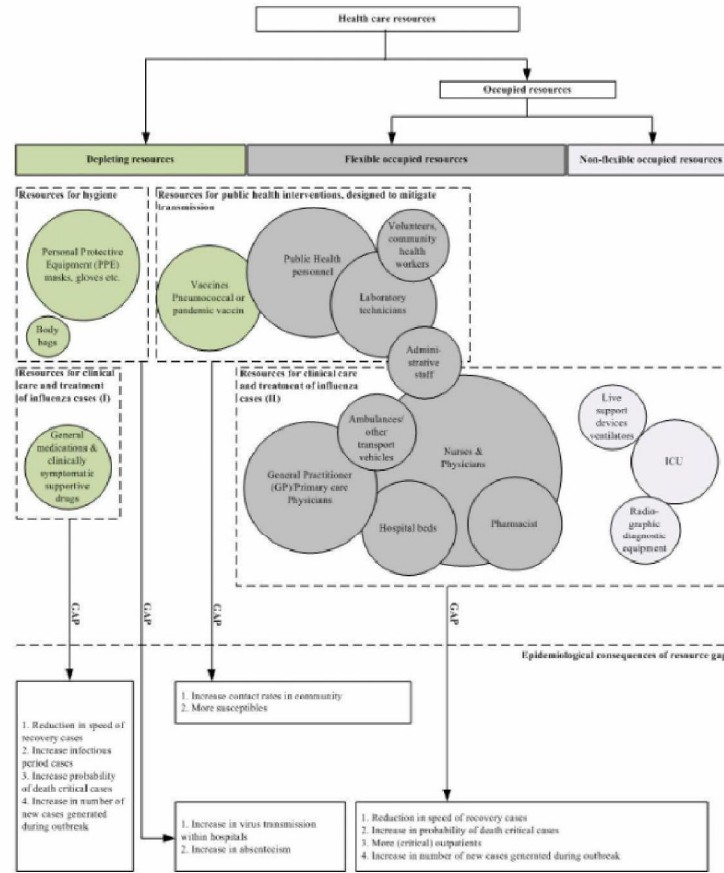 Health care resources
Occupied resources
Depleting resources
Flexible occupied resources
Non-flexible occupied resources
Resources for hygiene
Personal Protective
Equipment (PPE)
masks, gloves etc.
Body
bags
Resources for public health interventions, designed to mitigate
transmission
Vaccines
Pneumococcal or
pandemic vaccin
Public Health
personnel
Volunteers,
community
health
workers
Laboratory
technicians
Admini-
strative
staff
Resources for clinical
care and treatment
of influenza cases (I)
General
medications &
clinically
symptomatic
supportive
drugs
Resources for clinical care
and treatment of influenza
cases (II)
Ambulances/
other
transport
vehicles
General Practitioner
(GP)/Primary care
Physicians
Nurses &
Physicians
Hospital beds
Pharmacist
Live
support
devices
ventilators
ICU
Radio-
graphic
diagnostic
equipment
GAP
GAP
GAP
GAP
Epidemiological consequences of resource gap
1. Reduction in speed of
recovery cases
2. Increase infectious
period cases
3. Increase probability
of death critical cases
4. Increase in number of
new cases generated
during outbreak
1. Increase contact rates in community
2. More susceptibles
1. Increase in virus transmission
within hospitals
2. Increase in absenteeism
1. Reduction in speed of recovery cases
2. Increase in probability of death critical cases
3. More (critical) outpatients
4. Increase in number of new cases generated during outbreak